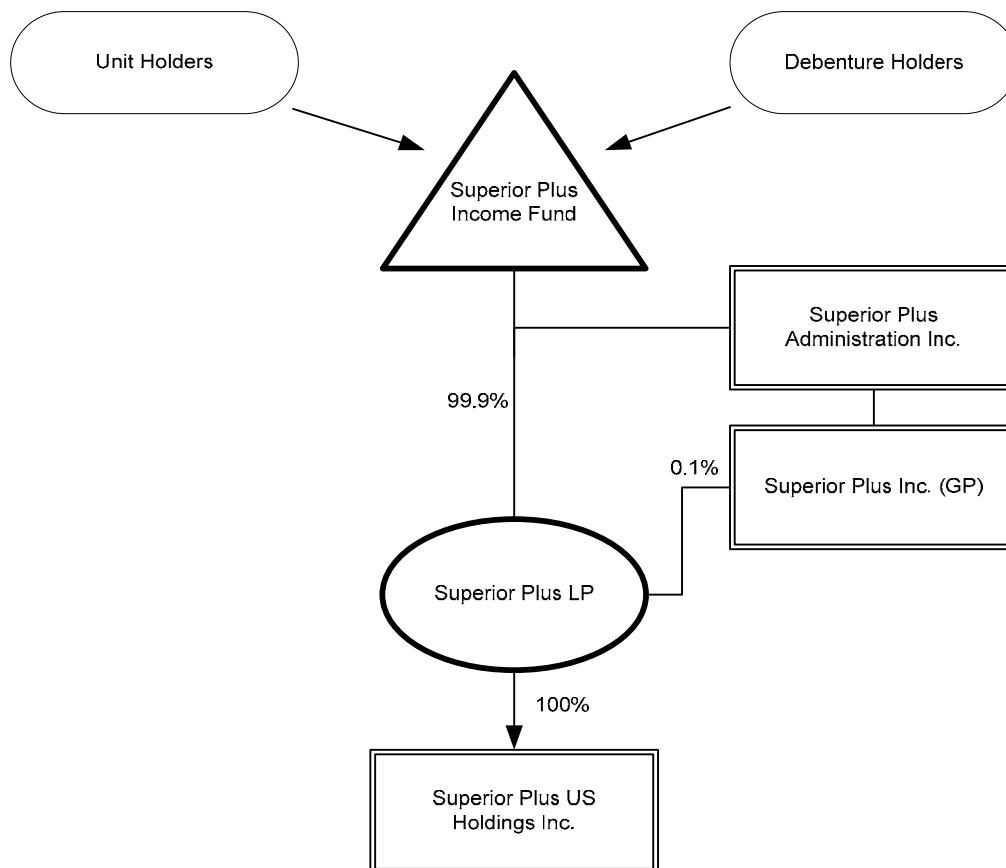 Unit Holders
Debenture Holders
Superior Plus
Income Fund
Superior Plus
Administration Inc.
99.9%
0.1%
Superior Plus Inc. (GP)
Superior Plus LP
100%
Superior Plus US
Holdings Inc.